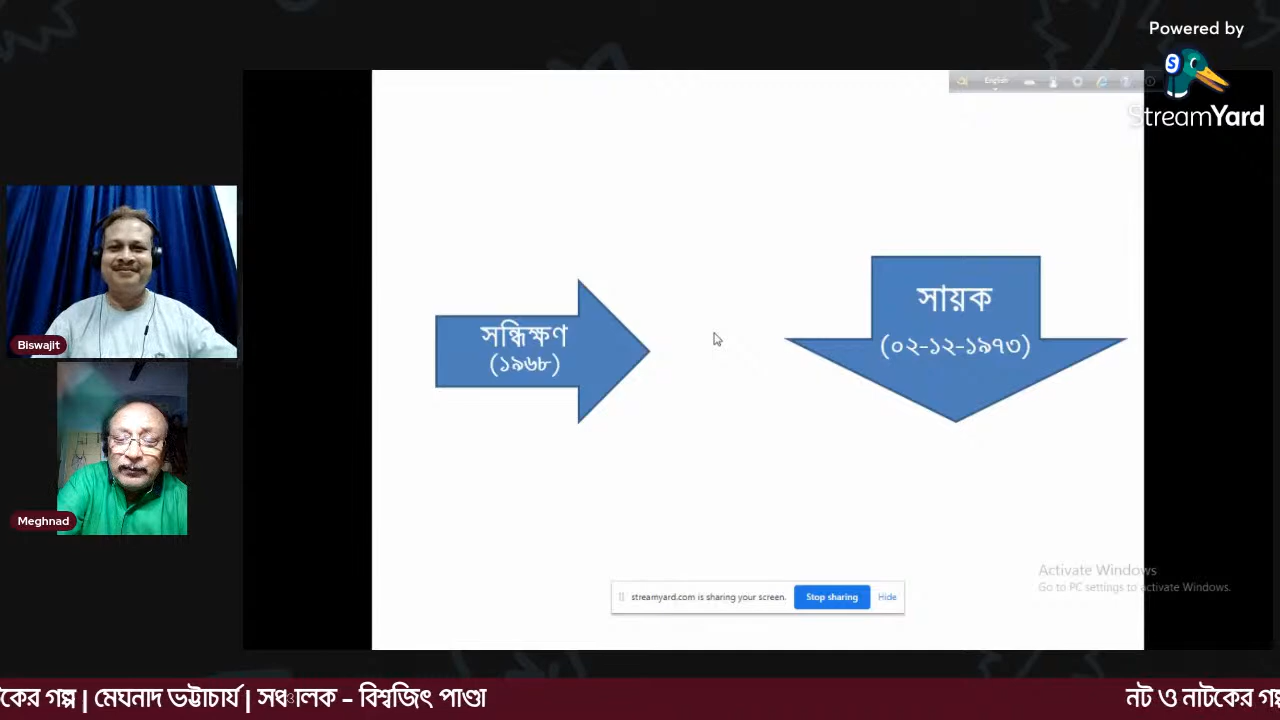 Powered by
StreamYard
English
সন্ধিক্ষণ
(১৯৬৮)
সায়ক
(০২-১২-১৯৭৩)
Biswajit
Meghnad
Activate Windows
Go to PC settings to activate Windows.
streamyard.com is sharing your screen. Stop sharing Hide
কের গল্প | মেঘনাদ ভট্টাচার্য | সঞ্চালক - বিশ্বজিৎ পাণ্ডা
নট ও নাটকের গল্